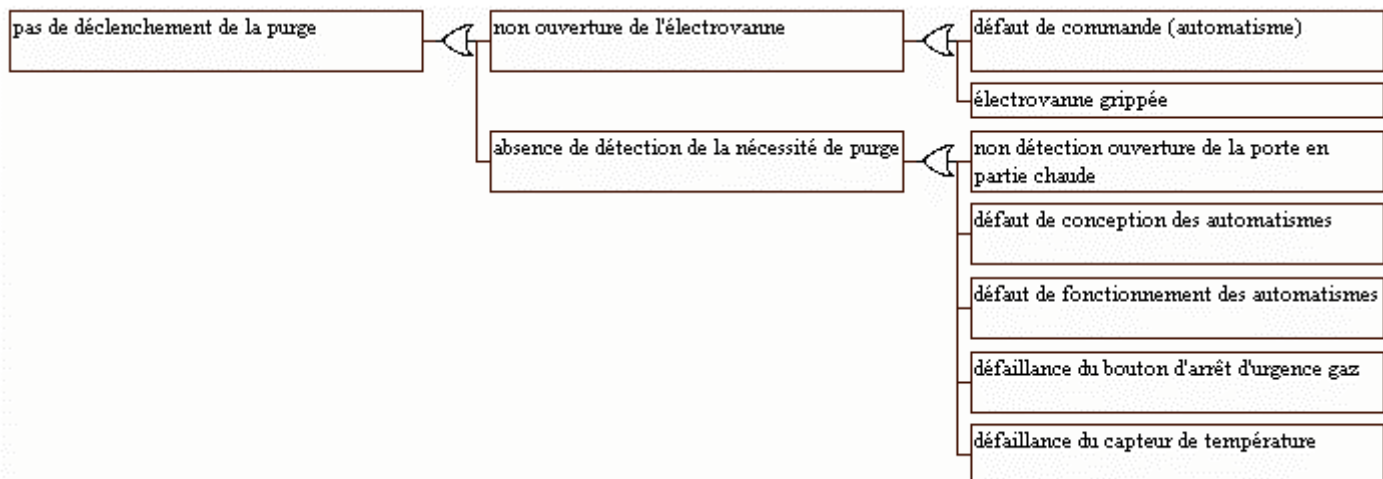 pas de déclenchement de la purge
non ouverture de l'électrovanne
défaut de commande (automatisme)
électrovanne grippée
absence de détection de la nécessité de purge
non détection ouverture de la porte en
partie chaude
défaut de conception des automatismes
défaut de fonctionnement des automatismes
défaillance du bouton d'arrêt d'urgence gaz
défaillance du capteur de température